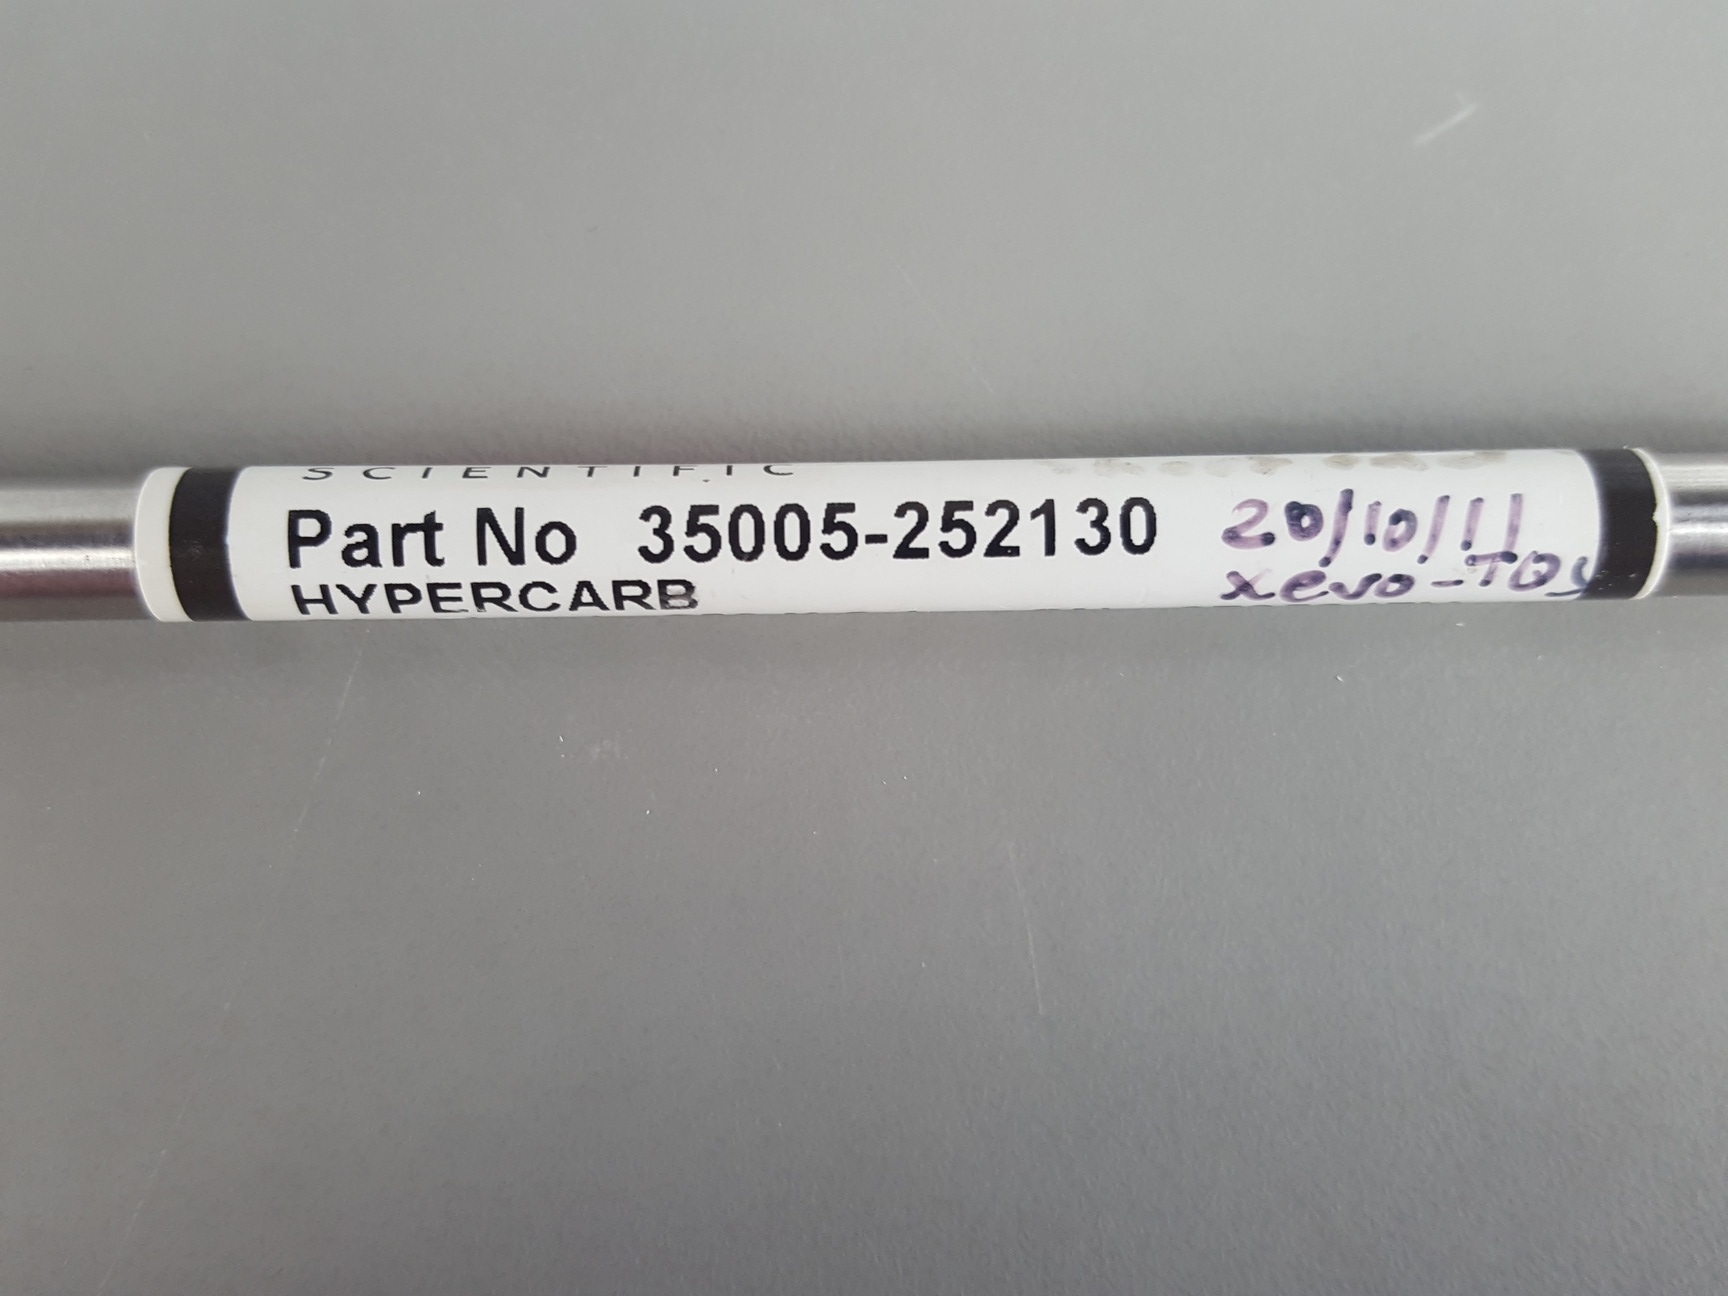 SCIENTIFIC
Part No 35005-252130
HYPERCARB
20/10/11
xevo-TQS